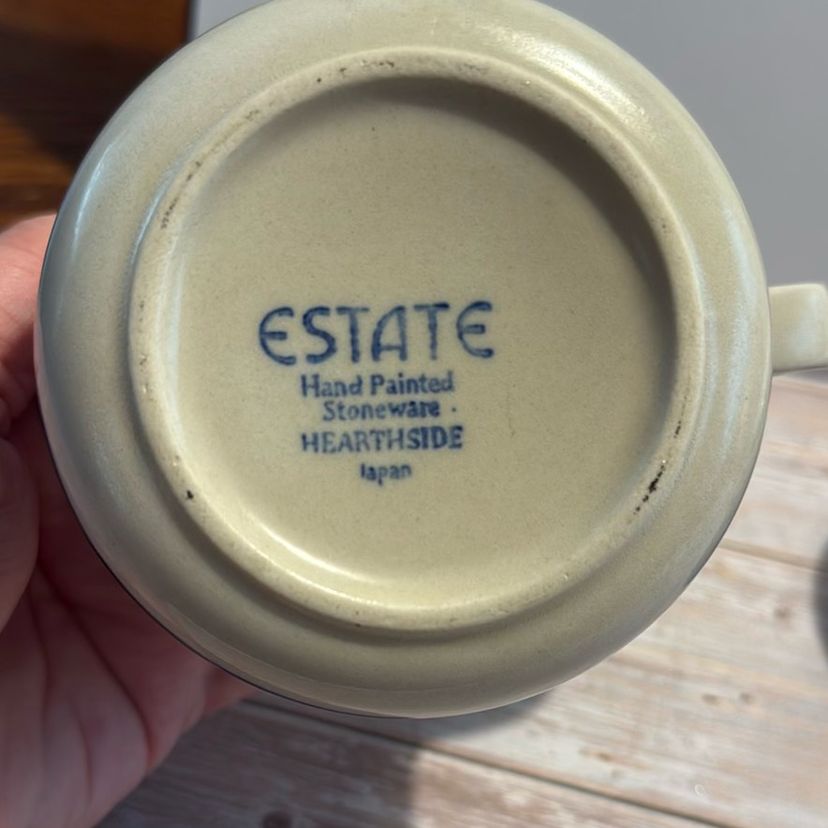 ESTATE
Hand Painted
Stoneware
HEARTHSIDE
Japan